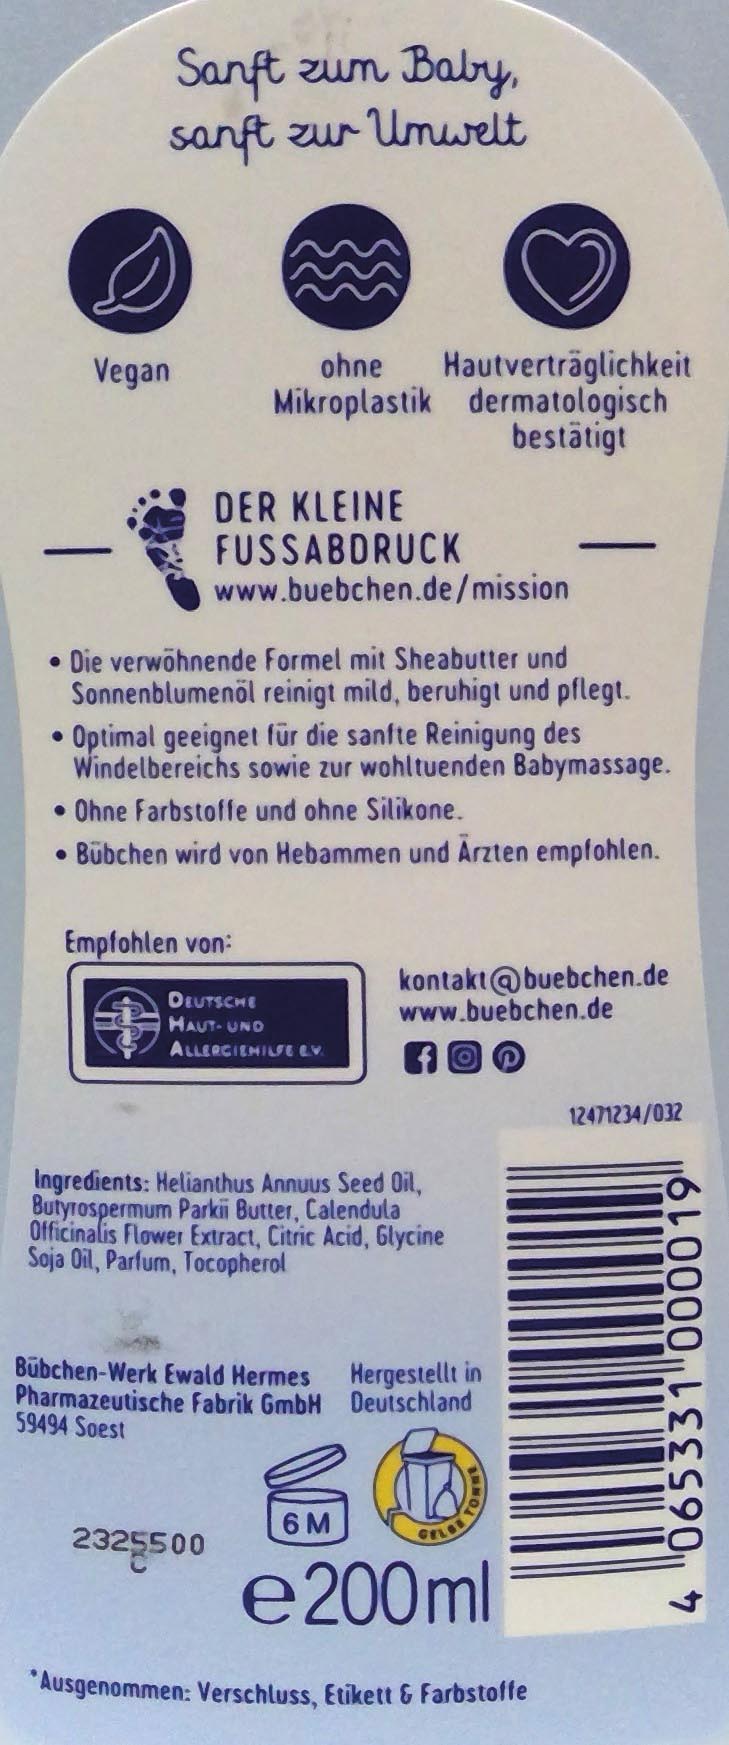 Sanft zum Baby,
sanft zur Umwelt
Vegan
ohne
Mikroplastik
Hautverträglichkeit
dermatologisch
bestätigt
DER KLEINE
FUSSABDRUCK
www.buebchen.de/mission
• Die verwöhnende Formel mit Sheabutter und
Sonnenblumenöl reinigt mild, beruhigt und pflegt.
• Optimal geeignet für die sanfte Reinigung des
Windelbereichs sowie zur wohltuenden Babymassage.
• Ohne Farbstoffe und ohne Silikone.
• Bübchen wird von Hebammen und Ärzten empfohlen.
Empfohlen von:
DEUTSCHE
HAUT- UND
ALLERGIEHILFE E.V.
kontakt@buebchen.de
www.buebchen.de
12471234/032
Ingredients: Helianthus Annuus Seed Oil,
Butyrospermum Parkii Butter, Calendula
Officinalis Flower Extract, Citric Acid, Glycine
Soja Oil, Parfum, Tocopherol
4 065331 000019
Bübchen-Werk Ewald Hermes
Pharmazeutische Fabrik GmbH
59494 Soest
Hergestellt in
Deutschland
6 M
GELBE TONNE
2325500
C
e 200 ml
*Ausgenommen: Verschluss, Etikett & Farbstoffe